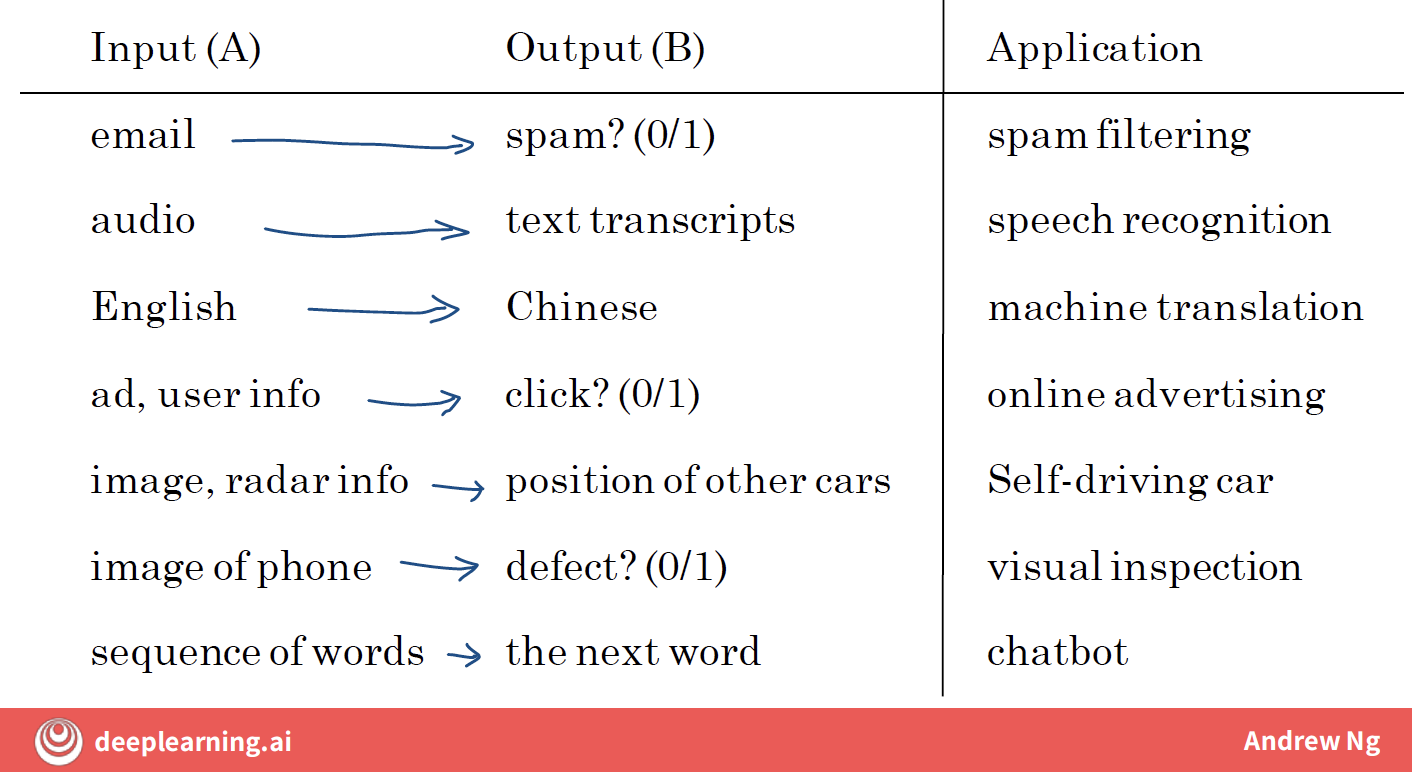 Input (A) Output (B) Application
email spam? (0/1) spam filtering
audio text transcripts speech recognition
English Chinese machine translation
ad, user info click? (0/1) online advertising
image, radar info position of other cars Self-driving car
image of phone defect? (0/1) visual inspection
sequence of words the next word chatbot
deeplearning.ai Andrew Ng